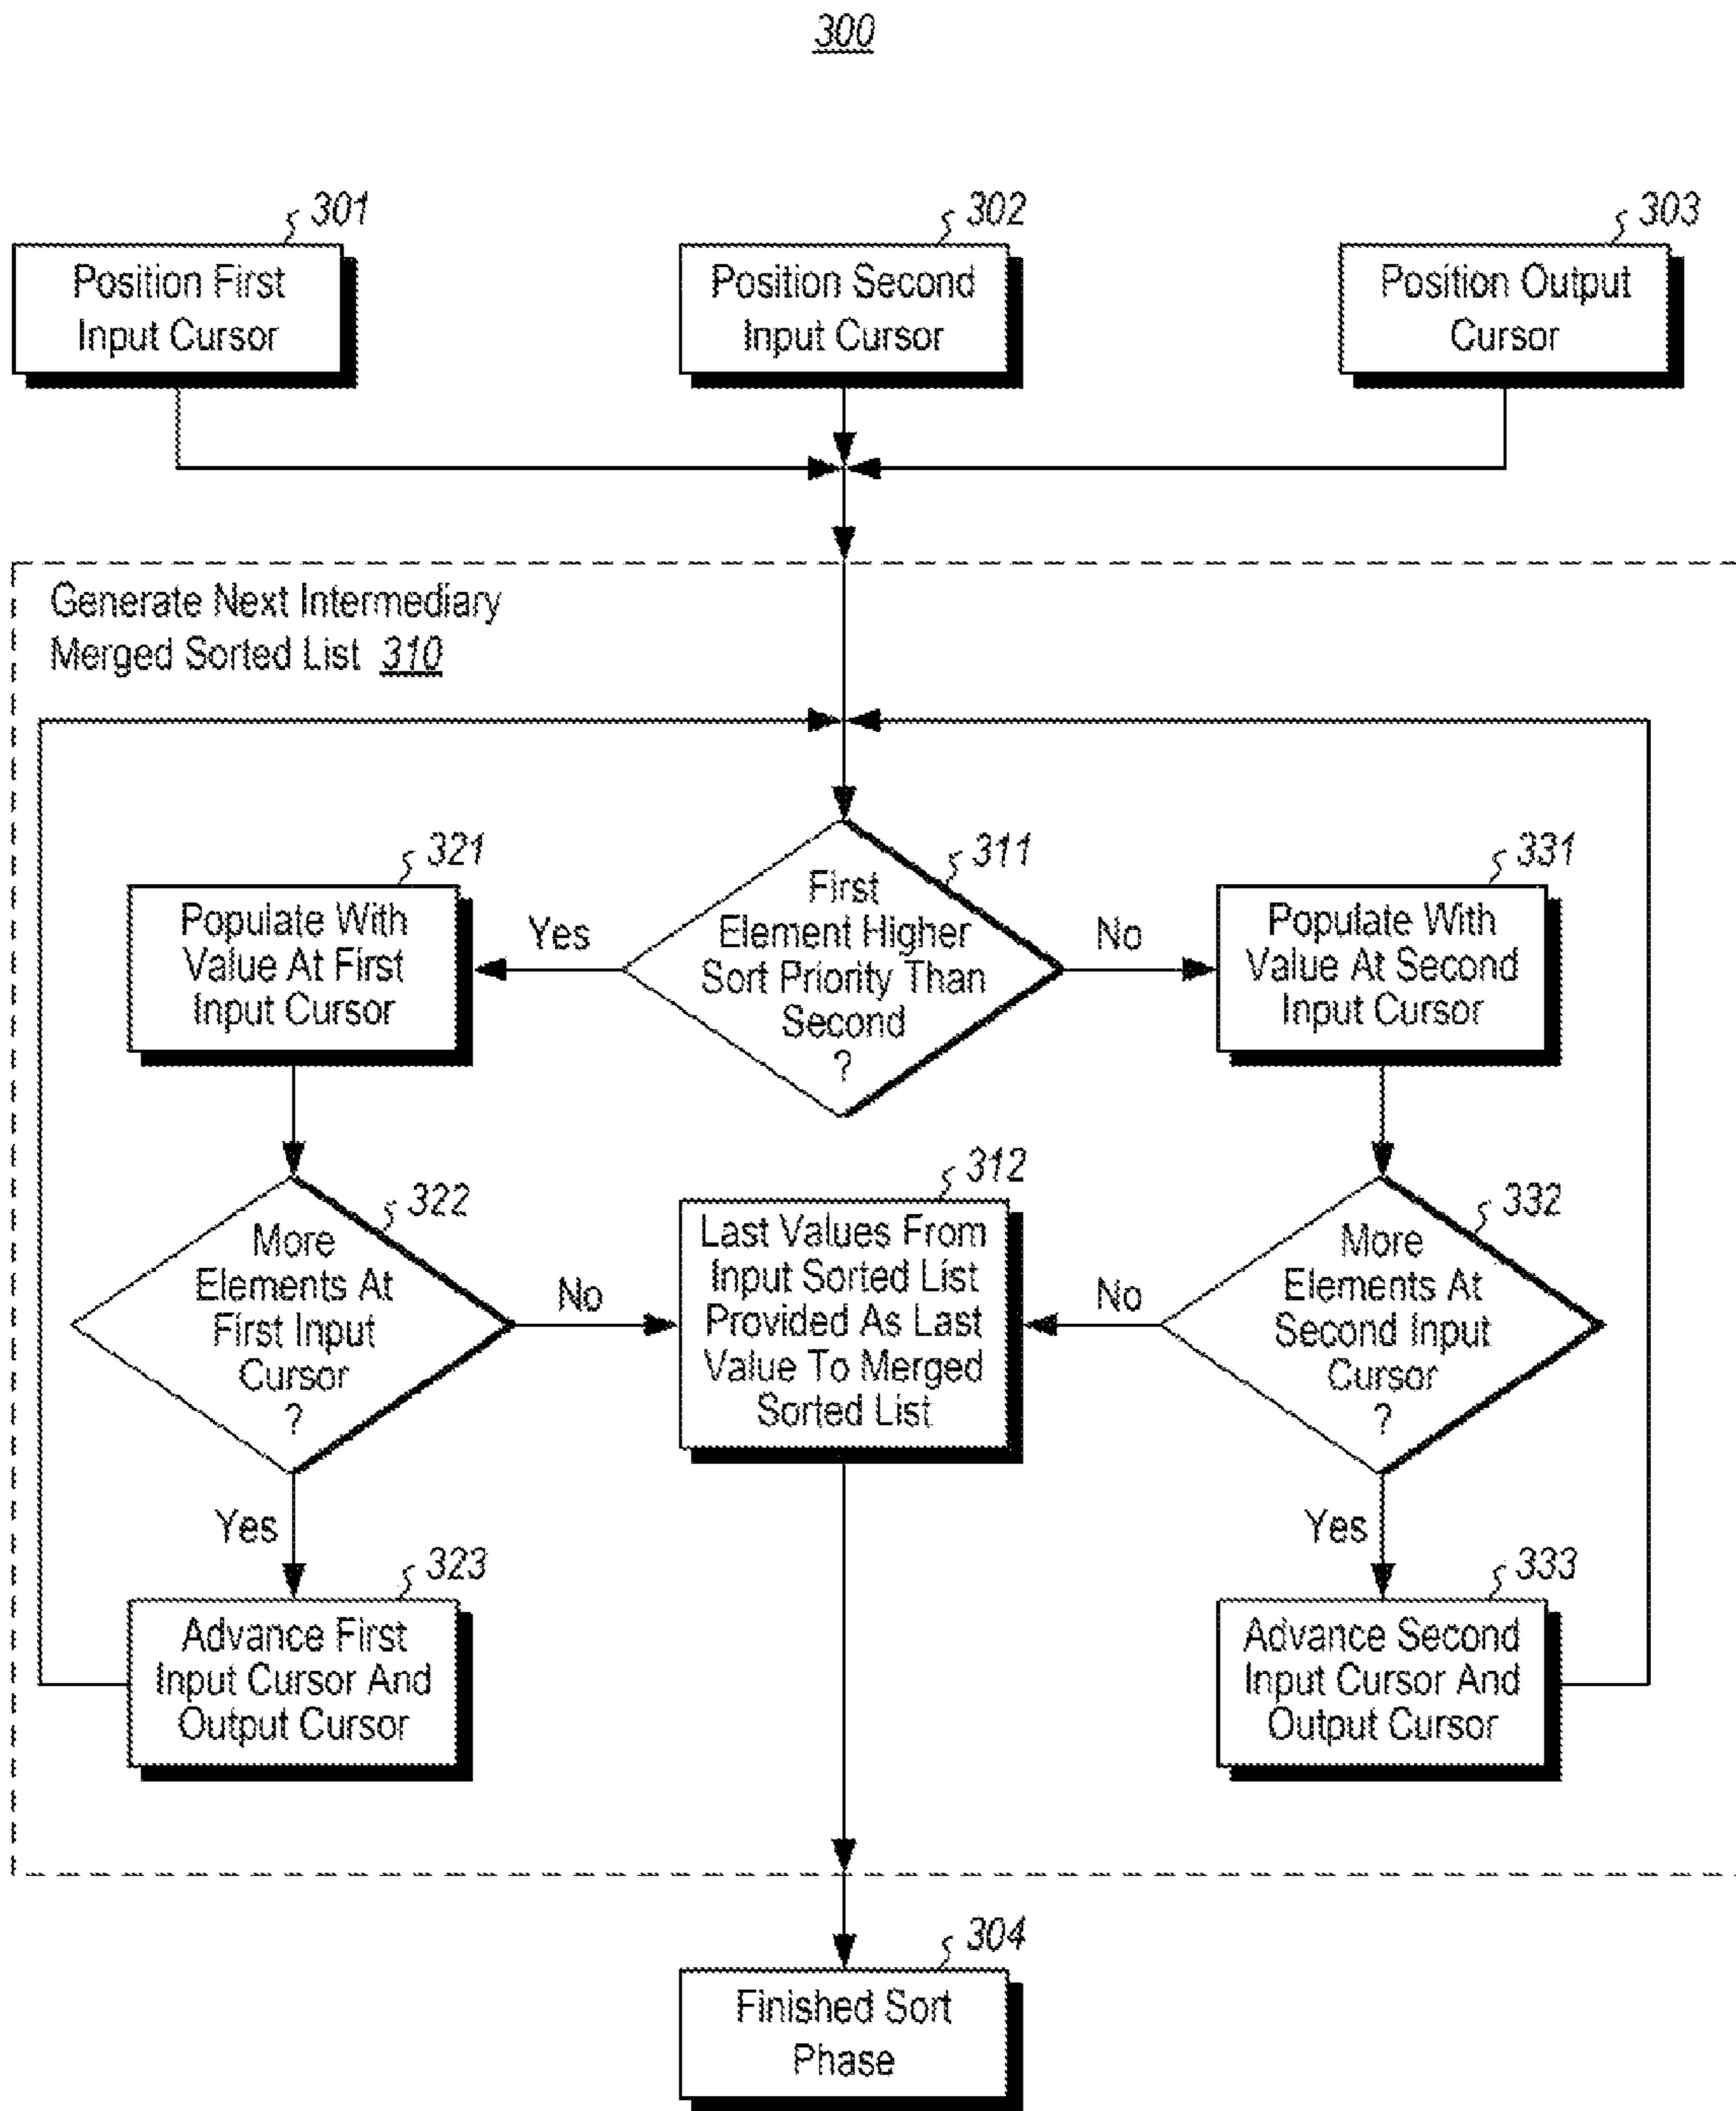 300
301
302
303
Position First
Input Cursor
Position Second
Input Cursor
Position Output
Cursor
Generate Next Intermediary
Merged Sorted List 310
311
First
Element Higher
Sort Priority Than
Second
?
Yes
No
321
Populate With
Value At First
Input Cursor
331
Populate With
Value At Second
Input Cursor
322
More
Elements At
First Input
Cursor
?
No
Yes
312
Last Values From
Input Sorted List
Provided As Last
Value To Merged
Sorted List
332
More
Elements At
Second Input
Cursor
?
No
Yes
323
Advance First
Input Cursor And
Output Cursor
333
Advance Second
Input Cursor And
Output Cursor
304
Finished Sort
Phase